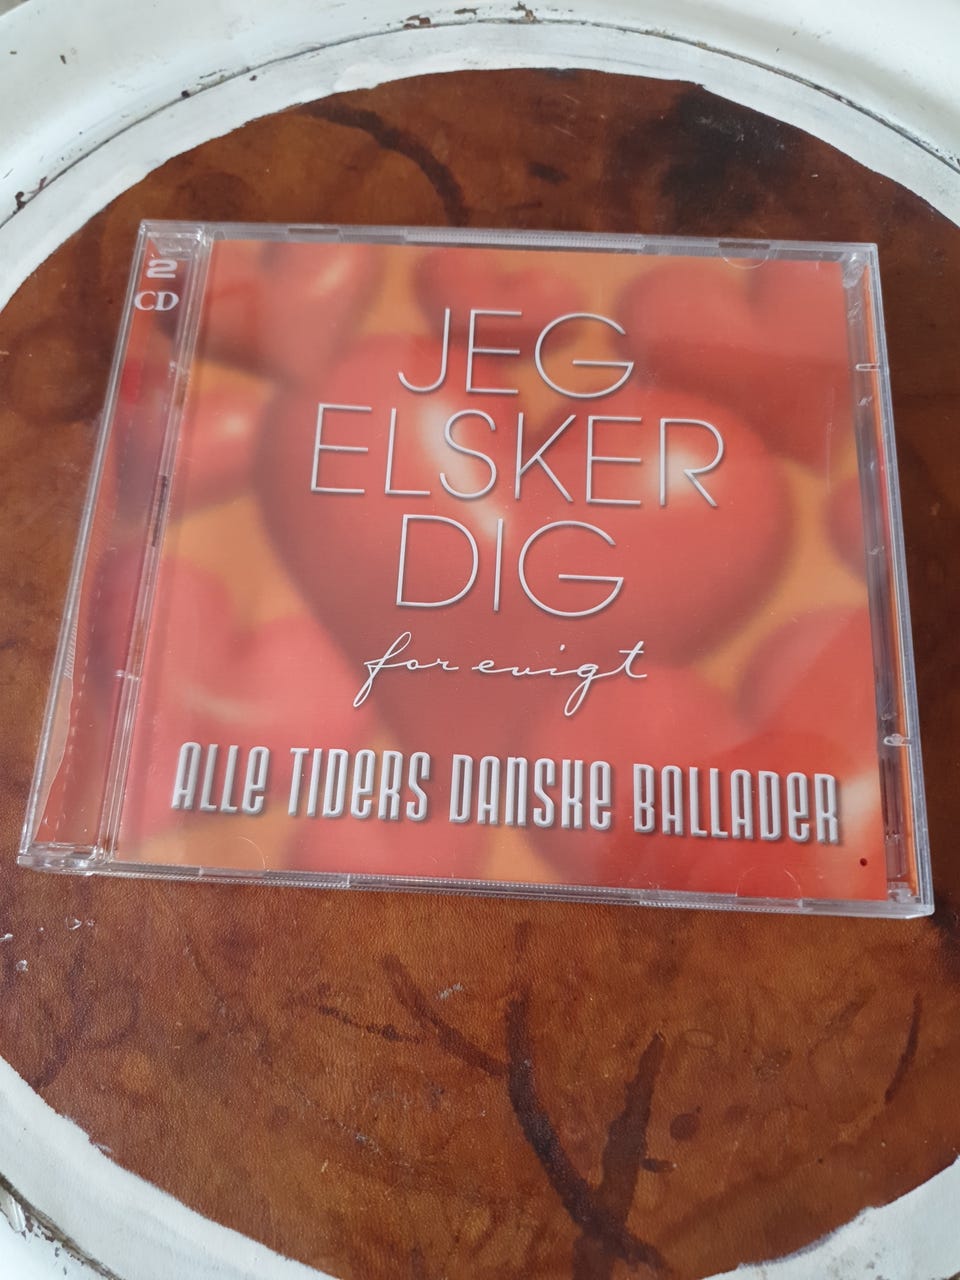 2
CD
JEG
ELSKER
DIG
for evigt
ALLE TIDERS DANSKE BALLADER